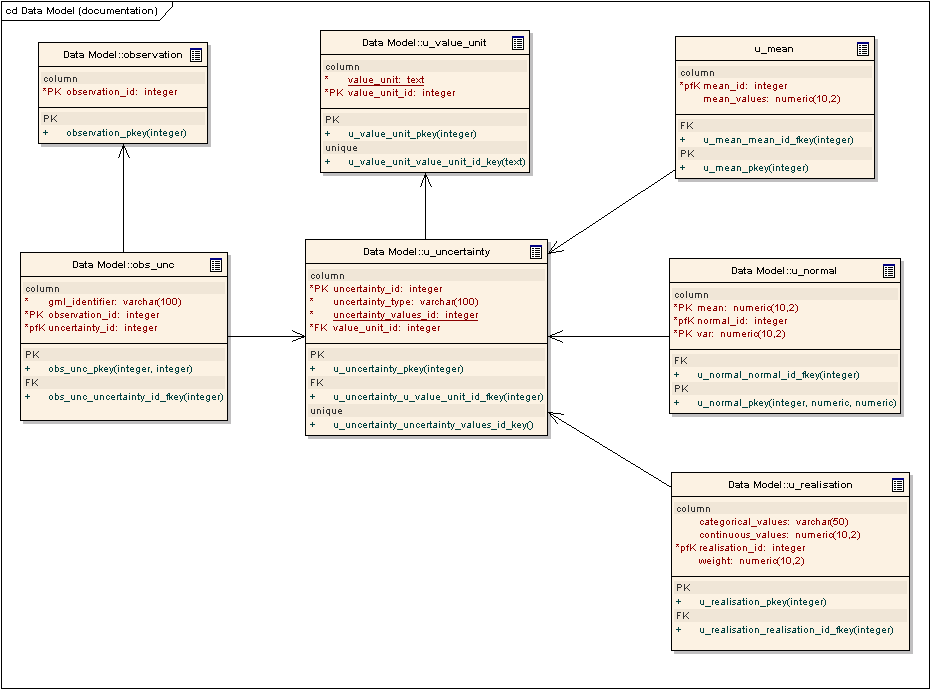 cd Data Model (documentation)
Data Model::observation
column
*PK observation_id: integer
PK
+ observation_pkey(integer)
Data Model::u_value_unit
column
* value_unit: text
*PK value_unit_id: integer
PK
+ u_value_unit_pkey(integer)
unique
+ u_value_unit_value_unit_id_key(text)
u_mean
column
*pfK mean_id: integer
mean_values: numeric(10,2)
FK
+ u_mean_mean_id_fkey(integer)
PK
+ u_mean_pkey(integer)
Data Model::obs_unc
column
* gml_identifier: varchar(100)
*PK observation_id: integer
*pfK uncertainty_id: integer
PK
+ obs_unc_pkey(integer, integer)
FK
+ obs_unc_uncertainty_id_fkey(integer)
Data Model::u_uncertainty
column
*PK uncertainty_id: integer
* uncertainty_type: varchar(100)
* uncertainty_values_id: integer
*FK value_unit_id: integer
PK
+ u_uncertainty_pkey(integer)
FK
+ u_uncertainty_u_value_unit_id_fkey(integer)
unique
+ u_uncertainty_uncertainty_values_id_key()
Data Model::u_normal
column
*PK mean: numeric(10,2)
*pfK normal_id: integer
*PK var: numeric(10,2)
FK
+ u_normal_normal_id_fkey(integer)
PK
+ u_normal_pkey(integer, numeric, numeric)
Data Model::u_realisation
column
categorical_values: varchar(50)
continuous_values: numeric(10,2)
*pfK realisation_id: integer
weight: numeric(10,2)
PK
+ u_realisation_pkey(integer)
FK
+ u_realisation_realisation_id_fkey(integer)